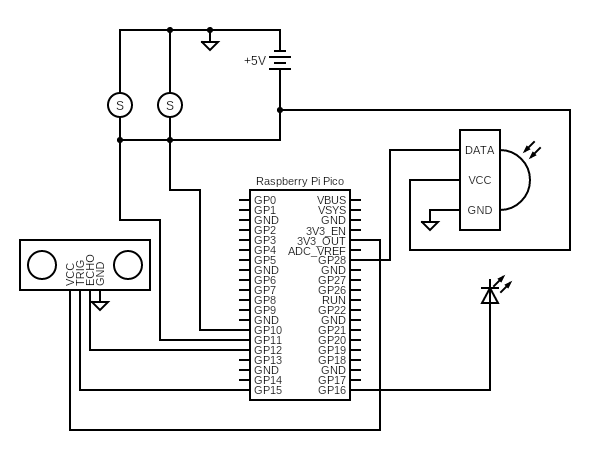 +5V
S
S
DATA
VCC
GND
Raspberry Pi Pico
GP0
GP1
GND
GP2
GP3
GP4
GP5
GND
GP6
GP7
GP8
GP9
GND
GP10
GP11
GP12
GP13
GND
GP14
GP15
VBUS
VSYS
GND
3V3_EN
3V3_OUT
ADC_VREF
GP28
GND
GP27
GP26
RUN
GP22
GND
GP21
GP20
GP19
GP18
GND
GP17
GP16
VCC
TRIG
ECHO
GND